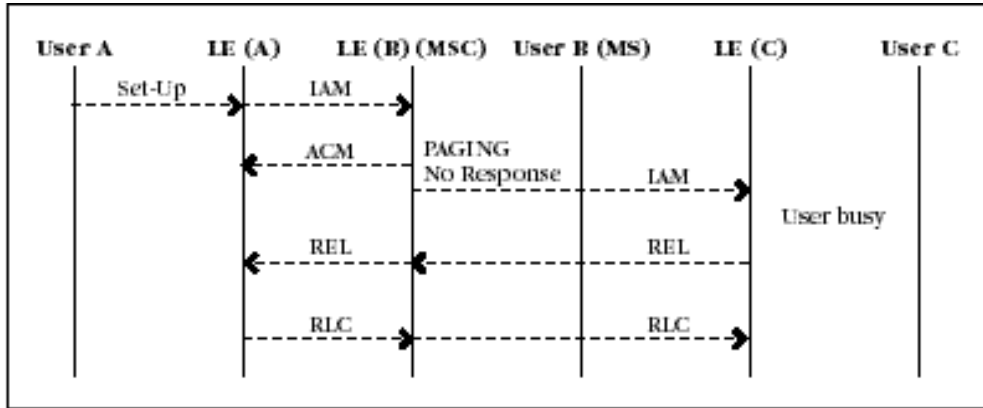 User A LE (A) LE (B) (MSC) User B (MS) LE (C) User C
Set-Up IAM
ACM PAGING
No Response IAM
User busy
REL REL
RLC RLC